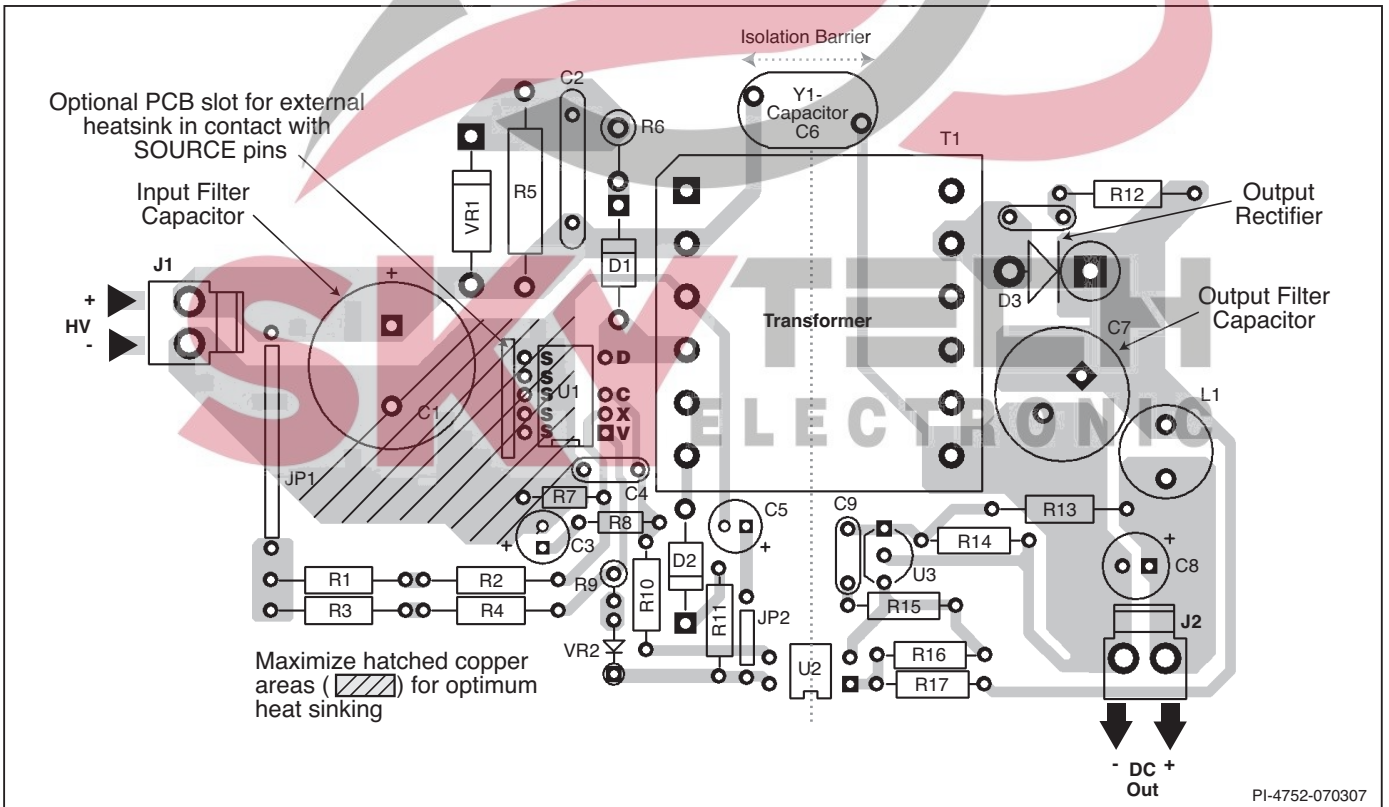 Isolation Barrier
Optional PCB slot for external
heatsink in contact with
SOURCE pins
Input Filter
Capacitor
C2
R6
Y1-
Capacitor
C6
T1
VR1
R5
D1
R12
Output
Rectifier
D3
Output Filter
Capacitor
C7
J1
+
HV
-
+
C1
Transformer
S D
S
S C
S X
S V
U1
L1
SKYTECH
ELECTRONIC
JP1
R7
C4
R8
C3
+
C5
+
C9
R13
R14
U3
C8
+
R1
R2
R3
R4
R9
R10
D2
R11
JP2
R15
J2
VR2
U2
R16
R17
Maximize hatched copper
areas ( ) for optimum
heat sinking
- +
DC
Out
PI-4752-070307